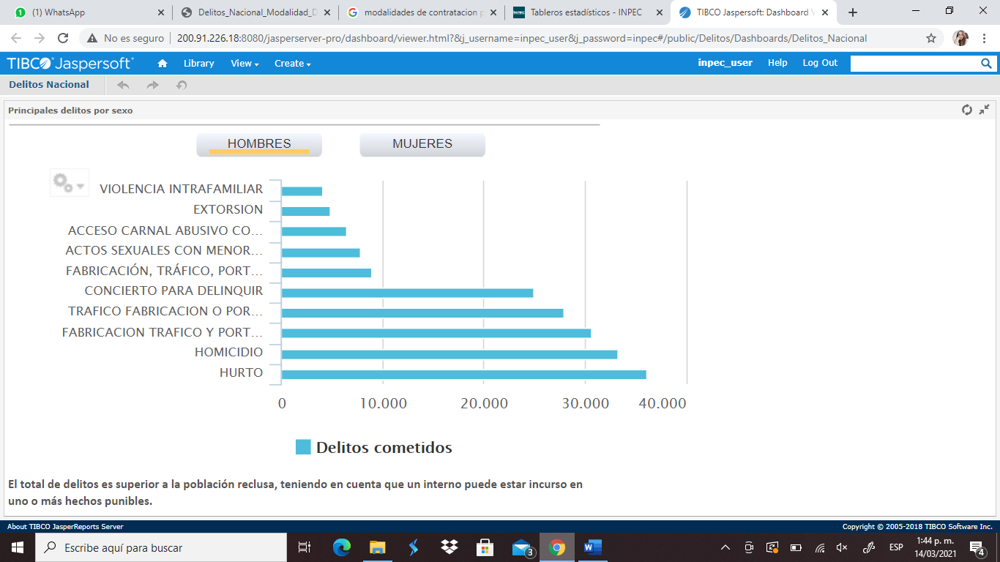 (1) WhatsApp
Delitos_Nacional_Modalidad_D
modalidades de contratacion p
Tableros estadísticos - INPEC
TIBCO Jaspersoft: Dashboard V
No es seguro | 200.91.226.18:8080/jasperserver-pro/dashboard/viewer.html?&j_username=inpec_user&j_password=inpec#/public/Delitos/Dashboards/Delitos_Nacional
TIBCO Jaspersoft Library View Create inpec_user Help Log Out
Delitos Nacional
Principales delitos por sexo
HOMBRES MUJERES
VIOLENCIA INTRAFAMILIAR
EXTORSION
ACCESO CARNAL ABUSIVO CO...
ACTOS SEXUALES CON MENOR...
FABRICACIÓN, TRÁFICO, PORT...
CONCIERTO PARA DELINQUIR
TRAFICO FABRICACION O POR...
FABRICACION TRAFICO Y PORT...
HOMICIDIO
HURTO
0 10.000 20.000 30.000 40.000
Delitos cometidos
El total de delitos es superior a la población reclusa, teniendo en cuenta que un interno puede estar incurso en
uno o más hechos punibles.
About TIBCO JasperReports Server Copyright © 2005-2018 TIBCO Software Inc.
Escribe aquí para buscar
3
ESP
1:44 p. m.
14/03/2021
4